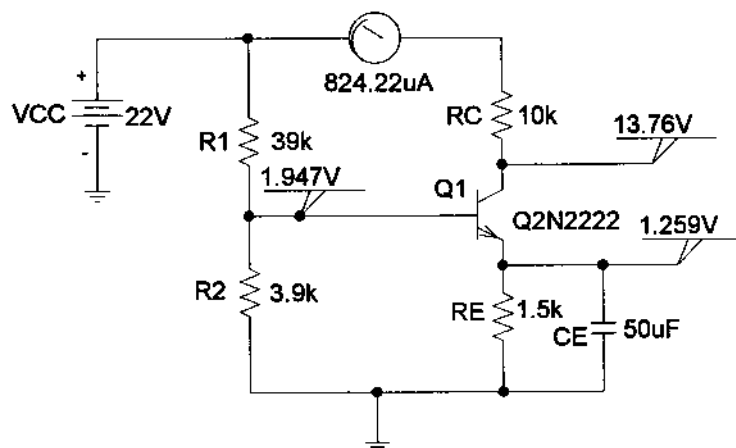 824.22uA
+
VCC 22V
-
R1 39k
RC 10k
13.76V
1.947V
Q1
Q2N2222
1.259V
R2 3.9k
RE 1.5k
CE 50uF